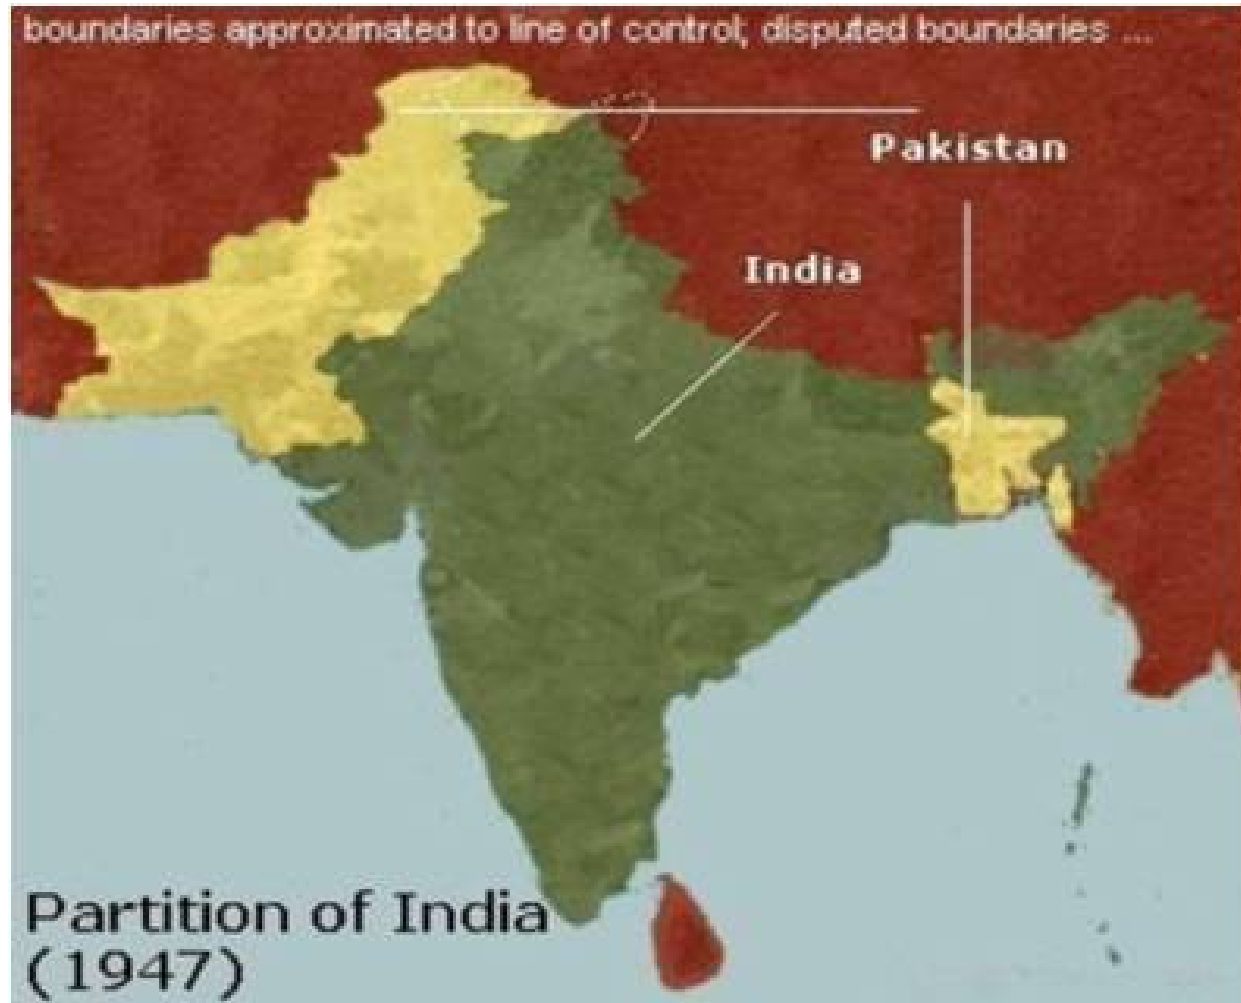 boundaries approximated to line of control; disputed boundaries ...
Pakistan
India
Partition of India
(1947)